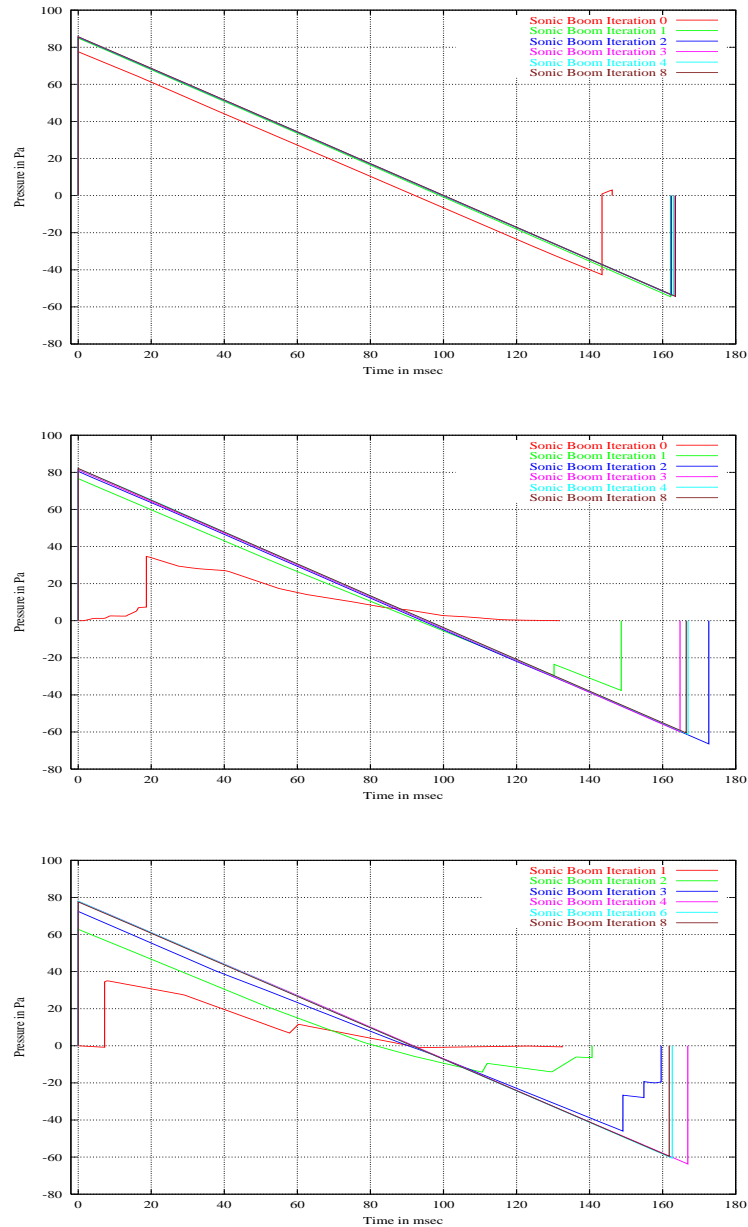 100
80
60
40
20
0
-20
-40
-60
-80
Pressure in Pa
Sonic Boom Iteration 0
Sonic Boom Iteration 1
Sonic Boom Iteration 2
Sonic Boom Iteration 3
Sonic Boom Iteration 4
Sonic Boom Iteration 8
0 20 40 60 80 100 120 140 160 180
Time in msec
100
80
60
40
20
0
-20
-40
-60
-80
Pressure in Pa
Sonic Boom Iteration 0
Sonic Boom Iteration 1
Sonic Boom Iteration 2
Sonic Boom Iteration 3
Sonic Boom Iteration 4
Sonic Boom Iteration 8
0 20 40 60 80 100 120 140 160 180
Time in msec
100
80
60
40
20
0
-20
-40
-60
-80
Pressure in Pa
Sonic Boom Iteration 1
Sonic Boom Iteration 2
Sonic Boom Iteration 3
Sonic Boom Iteration 4
Sonic Boom Iteration 6
Sonic Boom Iteration 8
0 20 40 60 80 100 120 140 160 180
Time in msec